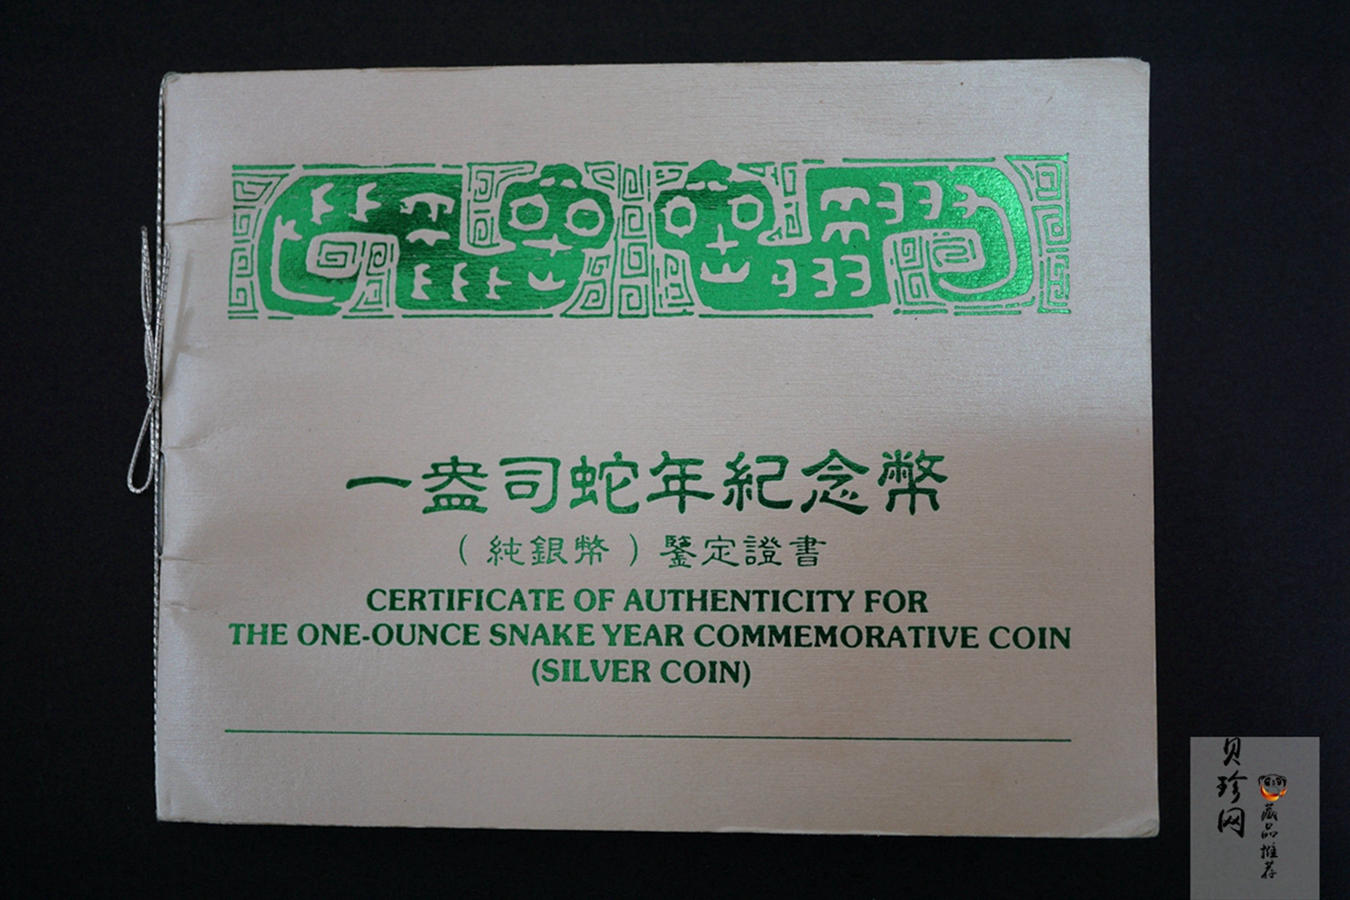 一盎司蛇年紀念幣
（純銀幣）鑒定證書
CERTIFICATE OF AUTHENTICITY FOR
THE ONE-OUNCE SNAKE YEAR COMMEMORATIVE COIN
(SILVER COIN)
贝珍网
藏品推荐